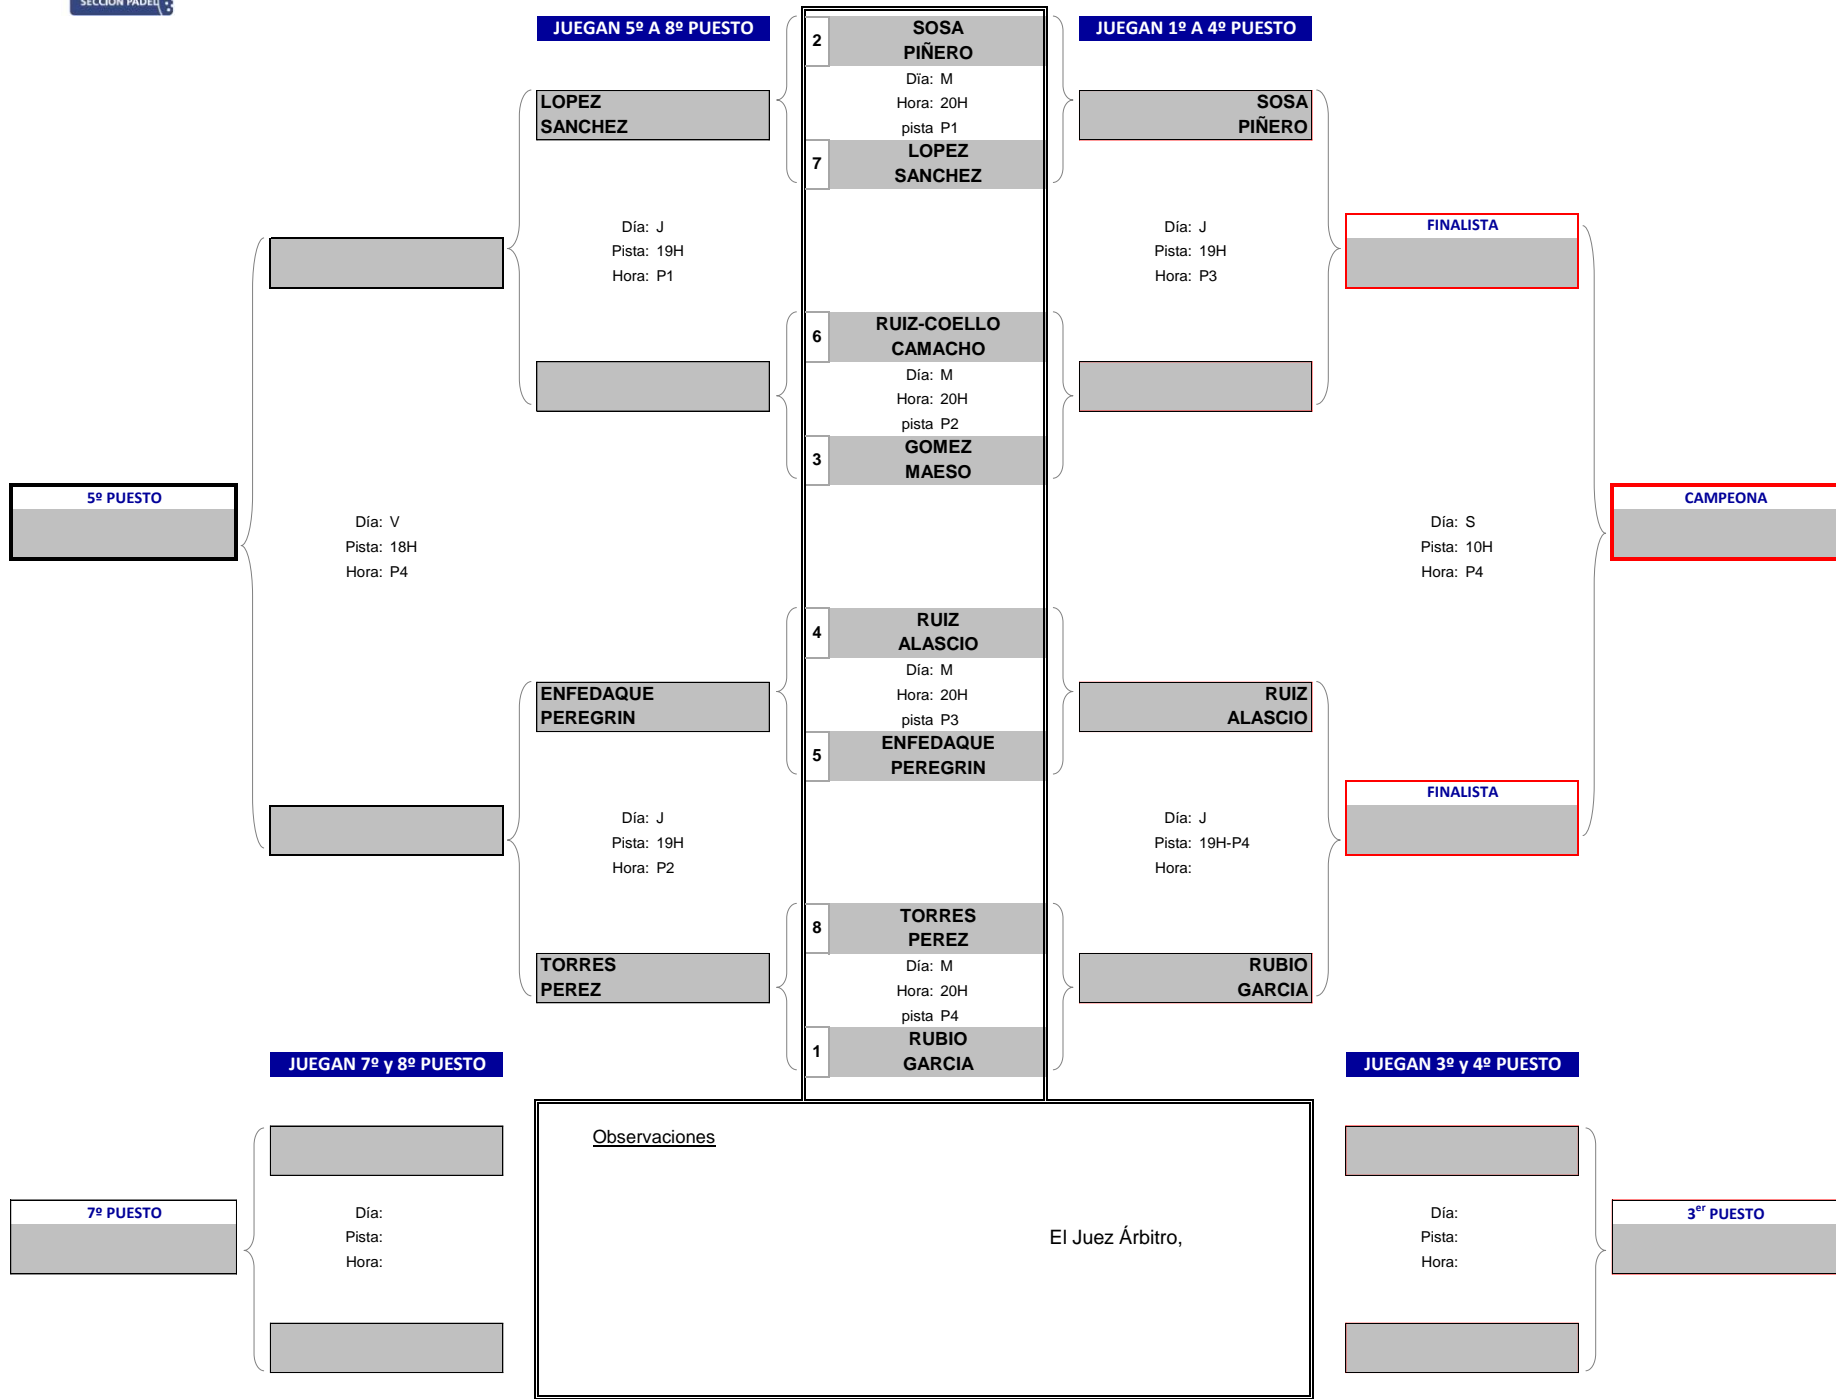 SECCIÓN PADEL
JUEGAN 5º A 8º PUESTO
2
SOSA
PIÑERO
JUEGAN 1º A 4º PUESTO
Dïa: M
Hora: 20H
pista P1
LOPEZ
SANCHEZ
SOSA
PIÑERO
7
LOPEZ
SANCHEZ
Día: J
Pista: 19H
Hora: P1
Día: J
Pista: 19H
Hora: P3
FINALISTA
6
RUIZ-COELLO
CAMACHO
Día: M
Hora: 20H
pista P2
3
GOMEZ
MAESO
5º PUESTO
Día: V
Pista: 18H
Hora: P4
Día: S
Pista: 10H
Hora: P4
CAMPEONA
4
RUIZ
ALASCIO
Día: M
Hora: 20H
pista P3
ENFEDAQUE
PEREGRIN
RUIZ
ALASCIO
5
ENFEDAQUE
PEREGRIN
Día: J
Pista: 19H
Hora: P2
Día: J
Pista: 19H-P4
Hora:
FINALISTA
8
TORRES
PEREZ
Día: M
Hora: 20H
pista P4
TORRES
PEREZ
RUBIO
GARCIA
1
RUBIO
GARCIA
JUEGAN 7º y 8º PUESTO
JUEGAN 3º y 4º PUESTO
Observaciones
7º PUESTO
Día:
Pista:
Hora:
El Juez Árbitro,
Día:
Pista:
Hora:
3er PUESTO